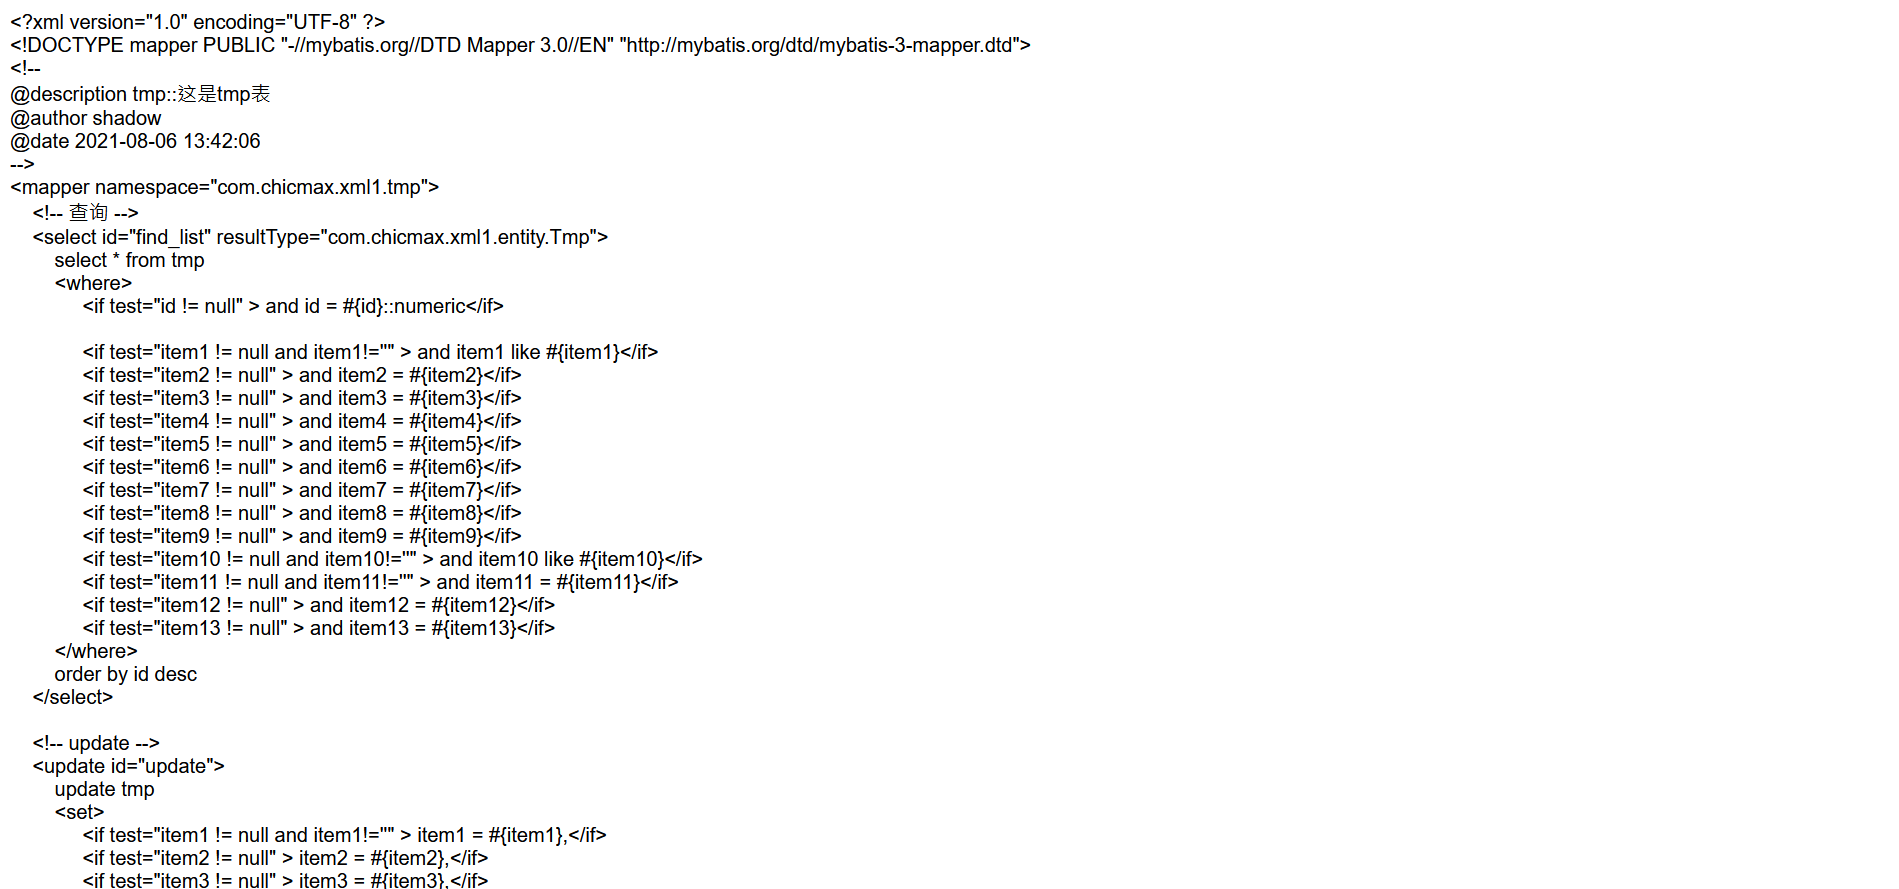 <?xml version="1.0" encoding="UTF-8" ?>
<!DOCTYPE mapper PUBLIC "-//mybatis.org//DTD Mapper 3.0//EN" "http://mybatis.org/dtd/mybatis-3-mapper.dtd">
<!--
@description tmp::这是tmp表
@author shadow
@date 2021-08-06 13:42:06
-->
<mapper namespace="com.chicmax.xml1.tmp">
<!-- 查询 -->
<select id="find_list" resultType="com.chicmax.xml1.entity.Tmp">
select * from tmp
<where>
<if test="id != null" > and id = #{id}::numeric</if>
<if test="item1 != null and item1!=''" > and item1 like #{item1}</if>
<if test="item2 != null" > and item2 = #{item2}</if>
<if test="item3 != null" > and item3 = #{item3}</if>
<if test="item4 != null" > and item4 = #{item4}</if>
<if test="item5 != null" > and item5 = #{item5}</if>
<if test="item6 != null" > and item6 = #{item6}</if>
<if test="item7 != null" > and item7 = #{item7}</if>
<if test="item8 != null" > and item8 = #{item8}</if>
<if test="item9 != null" > and item9 = #{item9}</if>
<if test="item10 != null and item10!=''" > and item10 like #{item10}</if>
<if test="item11 != null and item11!=''" > and item11 = #{item11}</if>
<if test="item12 != null" > and item12 = #{item12}</if>
<if test="item13 != null" > and item13 = #{item13}</if>
</where>
order by id desc
</select>
<!-- update -->
<update id="update">
update tmp
<set>
<if test="item1 != null and item1!=''" > item1 = #{item1},</if>
<if test="item2 != null" > item2 = #{item2},</if>
<if test="item3 != null" > item3 = #{item3},</if>